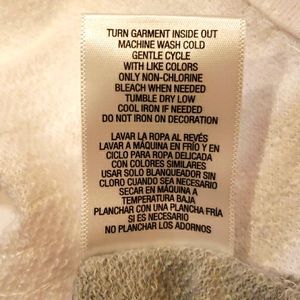 TURN GARMENT INSIDE OUT
MACHINE WASH COLD
GENTLE CYCLE
WITH LIKE COLORS
ONLY NON-CHLORINE
BLEACH WHEN NEEDED
TUMBLE DRY LOW
COOL IRON IF NEEDED
DO NOT IRON ON DECORATION
LAVAR LA ROPA AL REVÉS
LAVAR A MÁQUINA EN FRÍO Y EN
CICLO PARA ROPA DELICADA
CON COLORES SIMILARES
USAR SOLO BLANQUEADOR SIN
CLORO CUANDO SEA NECESARIO
SECAR EN MÁQUINA A
TEMPERATURA BAJA
PLANCHAR CON UNA PLANCHA FRÍA
SI ES NECESARIO
NO PLANCHAR LOS ADORNOS